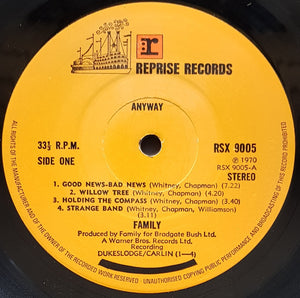 r:
REPRISE RECORDS
ANYWAY
33⅓ R.P.M.
SIDE ONE
RSX 9005
℗ 1970
RSX 9005-A
STEREO
1. GOOD NEWS-BAD NEWS (Whitney, Chapman) (7.22)
2. WILLOW TREE (Whitney, Chapman) (4.20)
3. HOLDING THE COMPASS (Whitney, Chapman) (3.40)
4. STRANGE BAND (Whitney, Chapman, Williamson)
(3.11)
FAMILY
Produced by Family for Bradgate Bush Ltd.
A Warner Bros. Records Ltd.
Recording
DUKESLODGE/CARLIN (1—4)
ALL RIGHTS OF THE MANUFACTURER AND OF THE OWNER OF THE RECORDED WORK RESERVED · UNAUTHORISED COPYING PUBLIC PERFORMANCE AND BROADCASTING OF THIS RECORD PROHIBITED